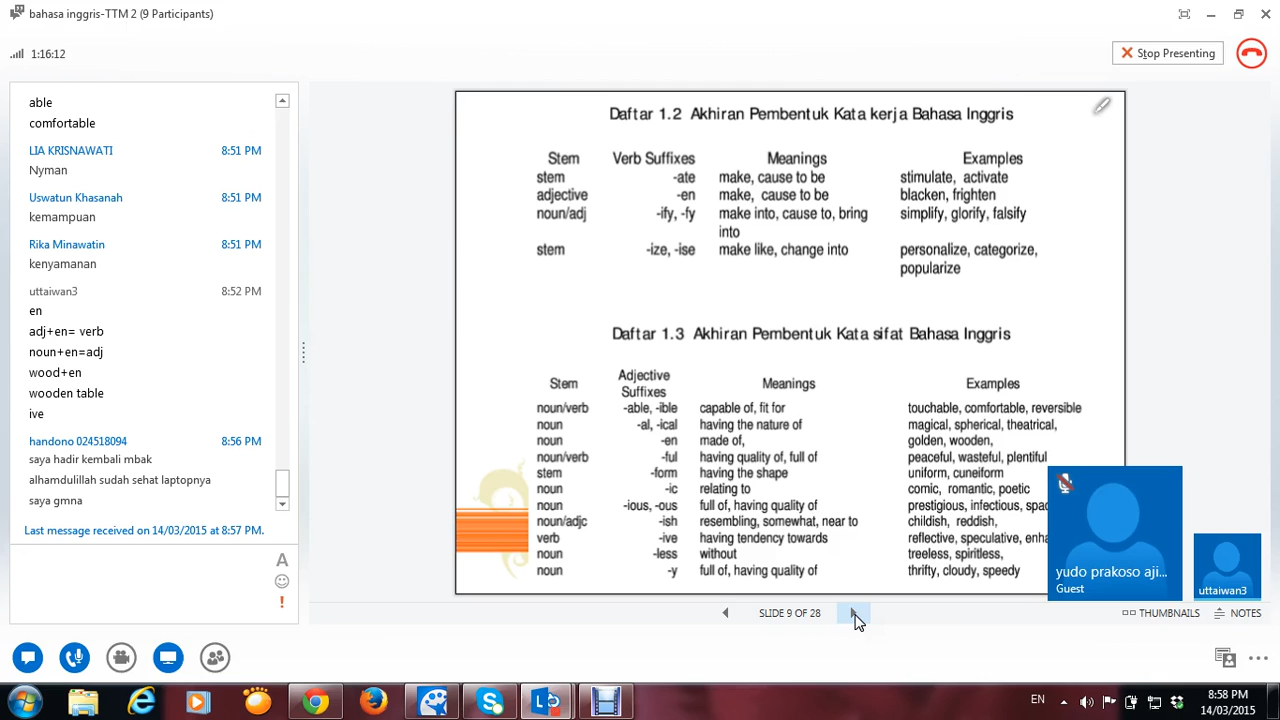 bahasa inggris-TTM 2 (9 Participants)
1:16:12
Stop Presenting
able
comfortable
LIA KRISNAWATI 8:51 PM
Nyman
Uswatun Khasanah 8:51 PM
kemampuan
Rika Minawatin 8:51 PM
kenyamanan
uttaiwan3 8:52 PM
en
adj+en= verb
noun+en=adj
wood+en
wooden table
ive
handono 024518094 8:56 PM
saya hadir kembali mbak
alhamdulillah sudah sehat laptopnya
saya gmna
Last message received on 14/03/2015 at 8:57 PM.
A
!
Daftar 1.2 Akhiran Pembentuk Kata kerja Bahasa Inggris
Stem Verb Suffixes Meanings Examples
stem -ate make, cause to be stimulate, activate
adjective -en make, cause to be blacken, frighten
noun/adj -ify, -fy make into, cause to, bring simplify, glorify, falsify
into
stem -ize, -ise make like, change into personalize, categorize,
popularize
Daftar 1.3 Akhiran Pembentuk Kata sifat Bahasa Inggris
Stem Adjective Meanings Examples
Suffixes
noun/verb -able, -ible capable of, fit for touchable, comfortable, reversible
noun -al, -ical having the nature of magical, spherical, theatrical,
noun -en made of, golden, wooden,
noun/verb -ful having quality of, full of peaceful, wasteful, plentiful
stem -form having the shape uniform, cuneiform
noun -ic relating to comic, romantic, poetic
noun -ious, -ous full of, having quality of prestigious, infectious, spac
noun/adjc -ish resembling, somewhat, near to childish, reddish,
verb -ive having tendency towards reflective, speculative, enha
noun -less without treeless, spiritless,
noun -y full of, having quality of thrifty, cloudy, speedy
yudo prakoso aji...
Guest
uttaiwan3
SLIDE 9 OF 28
THUMBNAILS
NOTES
EN
8:58 PM
14/03/2015